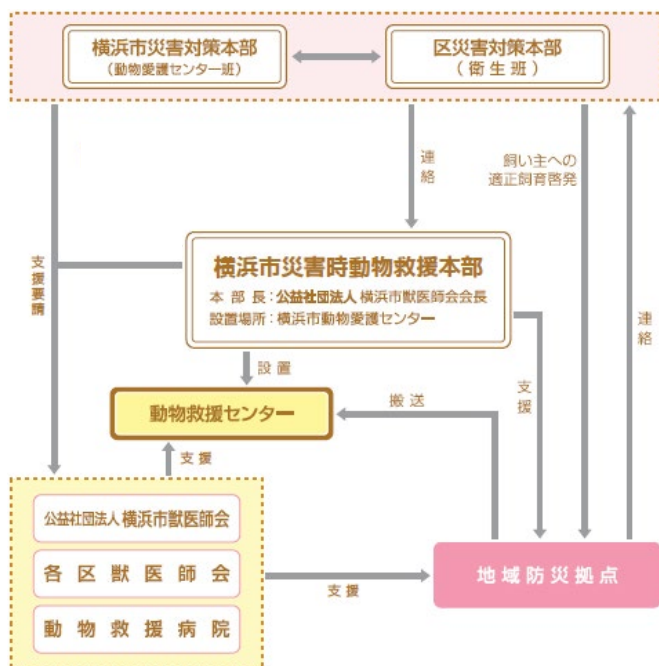 横浜市災害対策本部
（動物愛護センター班）
区災害対策本部
（衛生班）
連絡
飼い主への
適正飼育啓発
支援要請
横浜市災害時動物救援本部
本部長：公益社団法人 横浜市獣医師会会長
設置場所：横浜市動物愛護センター
連絡
設置
支援
動物救援センター
搬送
支援
公益社団法人 横浜市獣医師会
各区獣医師会
動物救援病院
支援
地域防災拠点